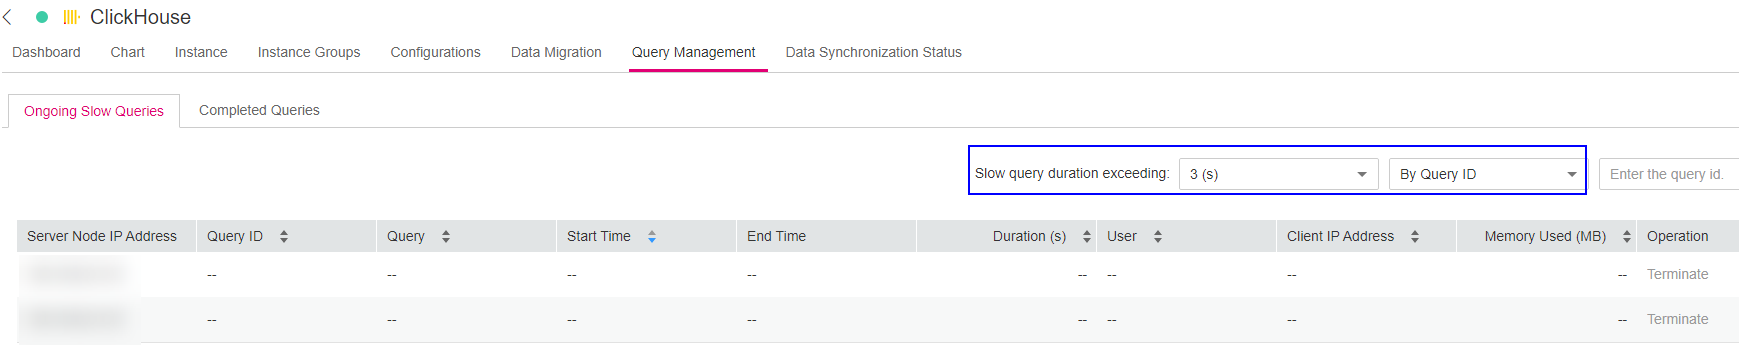 ClickHouse
Dashboard Chart Instance Instance Groups Configurations Data Migration Query Management Data Synchronization Status
Ongoing Slow Queries Completed Queries
Slow query duration exceeding: 3 (s) By Query ID Enter the query id.
Server Node IP Address Query ID Query Start Time End Time Duration (s) User Client IP Address Memory Used (MB) Operation
-- -- -- -- -- -- -- -- Terminate
-- -- -- -- -- -- -- -- Terminate